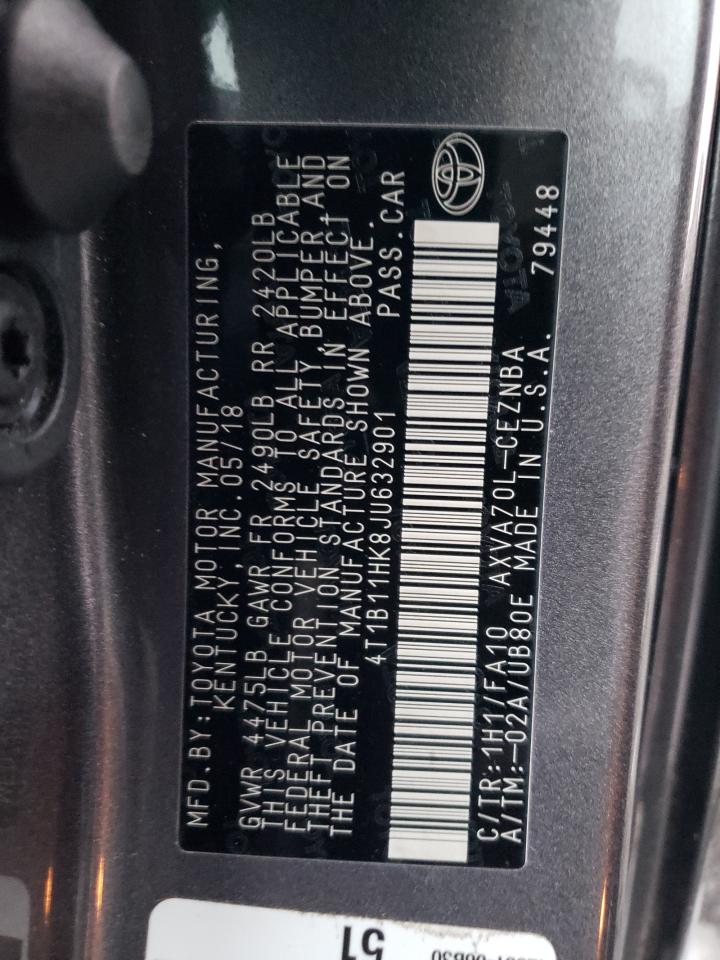 MFD. BY: TOYOTA MOTOR MANUFACTURING,
KENTUCKY, INC. 05/18
GVWR 4475LB GAWR FR 2490LB RR 2420LB
THIS VEHICLE CONFORMS TO ALL APPLICABLE
FEDERAL MOTOR VEHICLE SAFETY, BUMPER, AND
THEFT PREVENTION STANDARDS IN EFFECT ON
THE DATE OF MANUFACTURE SHOWN ABOVE.
4T1B11HK8JU632901 PASS. CAR
C/TR: 1H1/FA10 AXVA70L-CEZNBA
A/TM: -02A/UB80E MADE IN U.S.A. 79448
51